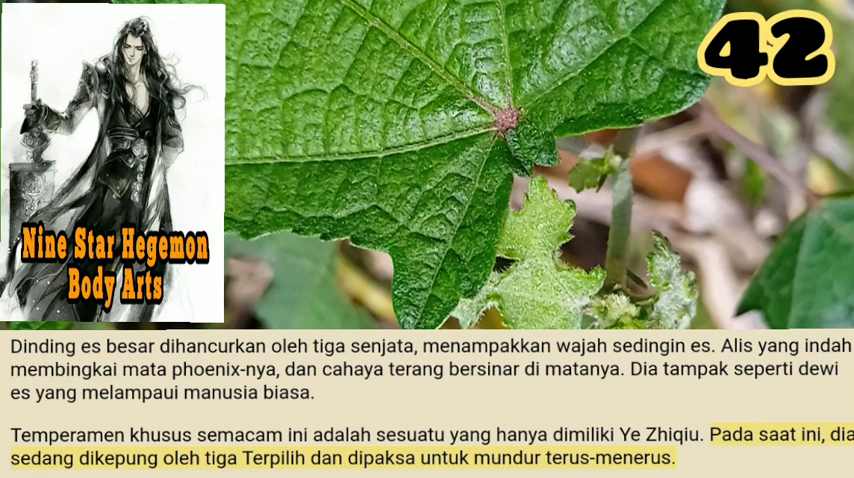 42
Nine Star Hegemon
Body Arts
Dinding es besar dihancurkan oleh tiga senjata, menampakkan wajah sedingin es. Alis yang indah
membingkai mata phoenix-nya, dan cahaya terang bersinar di matanya. Dia tampak seperti dewi
es yang melampaui manusia biasa.
Temperamen khusus semacam ini adalah sesuatu yang hanya dimiliki Ye Zhiqiu. Pada saat ini, dia
sedang dikepung oleh tiga Terpilih dan dipaksa untuk mundur terus-menerus.